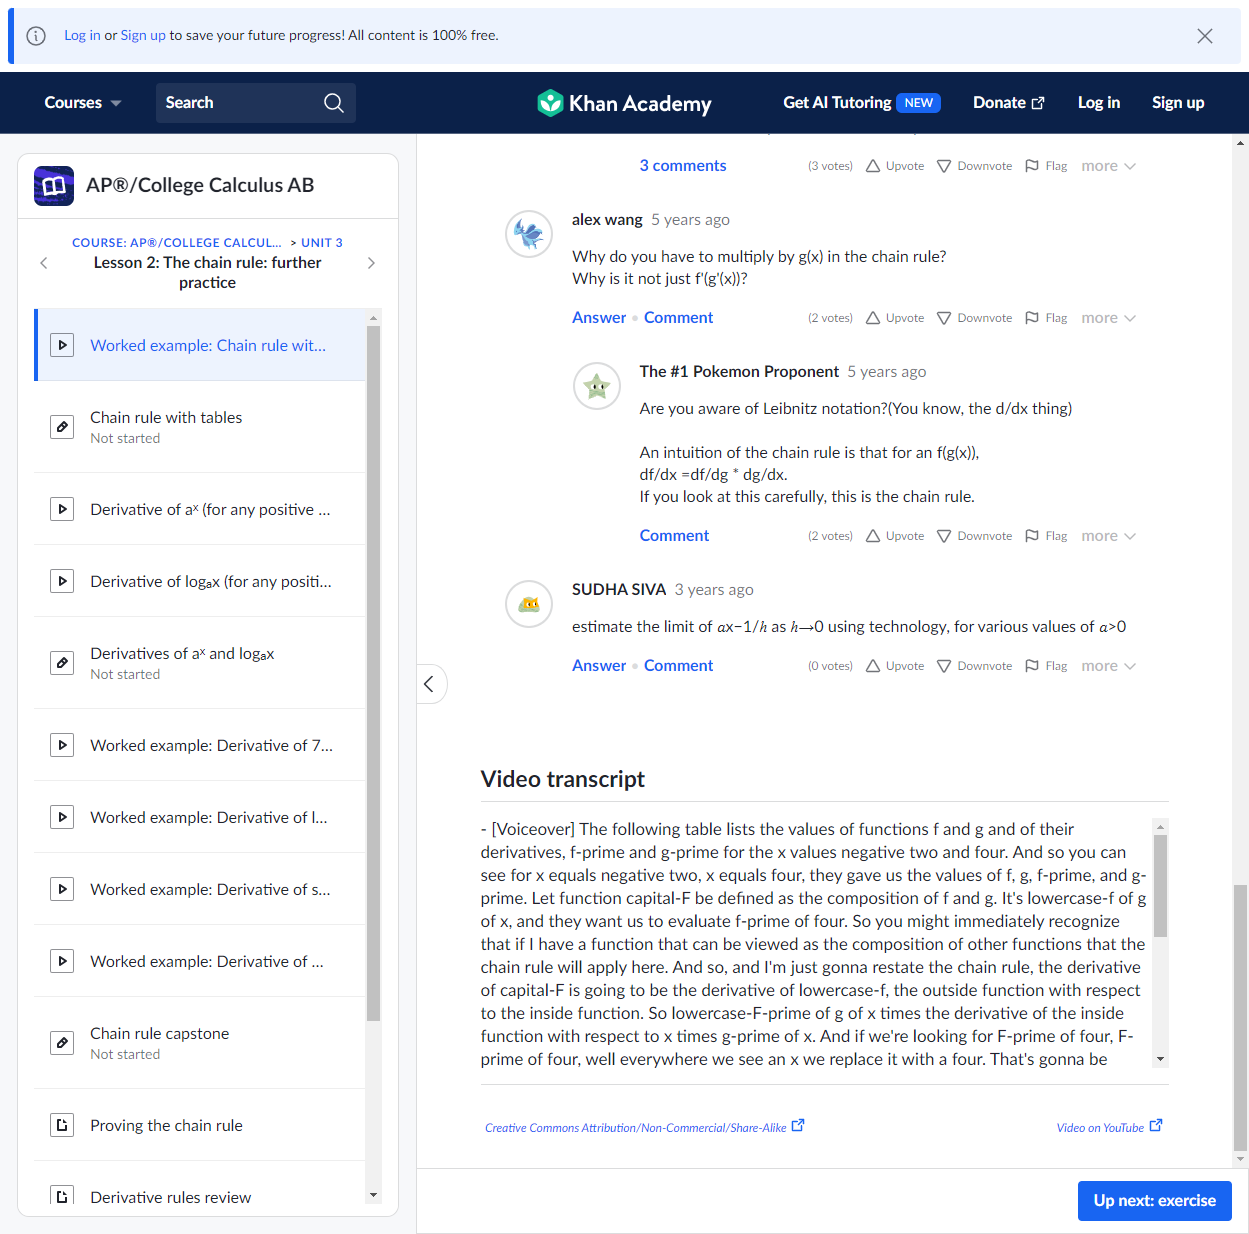 Log in or Sign up to save your future progress! All content is 100% free.
Courses
Search
Khan Academy
Get AI Tutoring NEW
Donate
Log in
Sign up
AP®/College Calculus AB
COURSE: AP®/COLLEGE CALCUL... > UNIT 3
Lesson 2: The chain rule: further
practice
Worked example: Chain rule wit...
Chain rule with tables
Not started
Derivative of aˣ (for any positive ...
Derivative of logₐx (for any positi...
Derivatives of aˣ and logₐx
Not started
Worked example: Derivative of 7...
Worked example: Derivative of l...
Worked example: Derivative of s...
Worked example: Derivative of ...
Chain rule capstone
Not started
Proving the chain rule
Derivative rules review
3 comments (3 votes) Upvote Downvote Flag more
alex wang 5 years ago
Why do you have to multiply by g(x) in the chain rule?
Why is it not just f'(g'(x))?
Answer • Comment (2 votes) Upvote Downvote Flag more
The #1 Pokemon Proponent 5 years ago
Are you aware of Leibnitz notation?(You know, the d/dx thing)
An intuition of the chain rule is that for an f(g(x)),
df/dx =df/dg * dg/dx.
If you look at this carefully, this is the chain rule.
Comment (2 votes) Upvote Downvote Flag more
SUDHA SIVA 3 years ago
estimate the limit of 𝑎x−1/ℎ as ℎ→0 using technology, for various values of 𝑎>0
Answer • Comment (0 votes) Upvote Downvote Flag more
Video transcript
- [Voiceover] The following table lists the values of functions f and g and of their
derivatives, f-prime and g-prime for the x values negative two and four. And so you can
see for x equals negative two, x equals four, they gave us the values of f, g, f-prime, and g-
prime. Let function capital-F be defined as the composition of f and g. It's lowercase-f of g
of x, and they want us to evaluate f-prime of four. So you might immediately recognize
that if I have a function that can be viewed as the composition of other functions that the
chain rule will apply here. And so, and I'm just gonna restate the chain rule, the derivative
of capital-F is going to be the derivative of lowercase-f, the outside function with respect
to the inside function. So lowercase-F-prime of g of x times the derivative of the inside
function with respect to x times g-prime of x. And if we're looking for F-prime of four, F-
prime of four, well everywhere we see an x we replace it with a four. That's gonna be
Creative Commons Attribution/Non-Commercial/Share-Alike
Video on YouTube
Up next: exercise